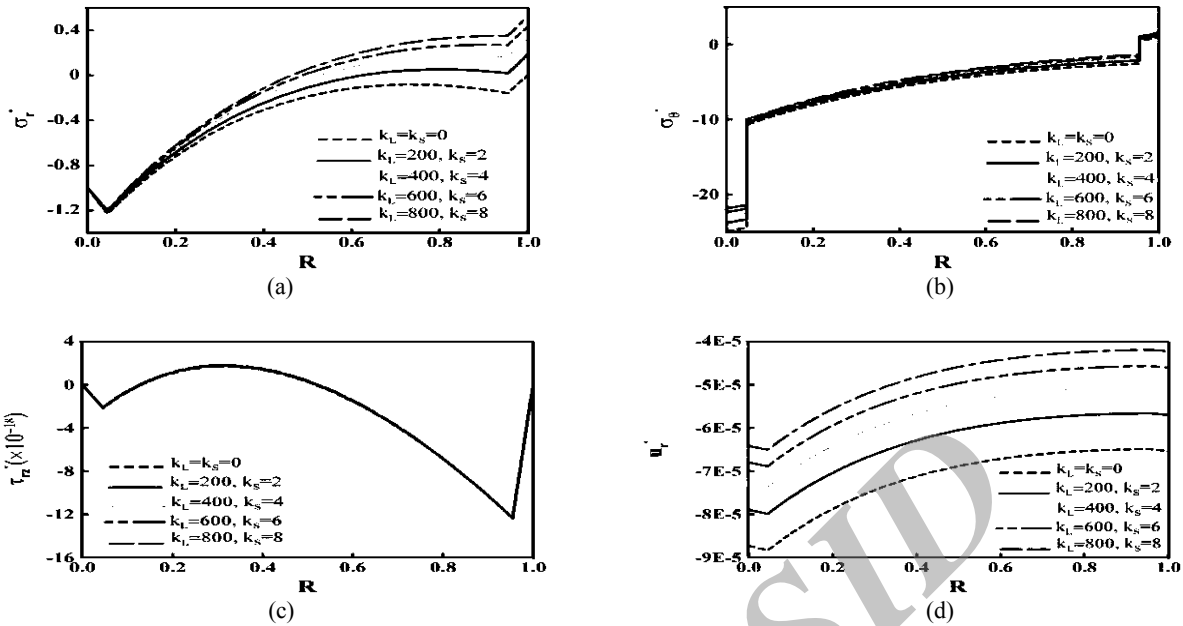 0.4
0
-0.4
-0.8
-1.2
σr*
0.0 0.2 0.4 0.6 0.8 1.0
R
kL=kS=0
kL=200, kS=2
kL=400, kS=4
kL=600, kS=6
kL=800, kS=8
(a)
0
-10
-20
σθ*
0.0 0.2 0.4 0.6 0.8 1.0
R
kL=kS=0
kL=200, kS=2
kL=400, kS=4
kL=600, kS=6
kL=800, kS=8
(b)
4
0
-4
-8
-12
-16
τrz*(×10⁻¹⁸)
0.0 0.2 0.4 0.6 0.8 1.0
R
kL=kS=0
kL=200, kS=2
kL=400, kS=4
kL=600, kS=6
kL=800, kS=8
(c)
-4E-5
-5E-5
-6E-5
-7E-5
-8E-5
-9E-5
ur*
0.0 0.2 0.4 0.6 0.8 1.0
R
kL=kS=0
kL=200, kS=2
kL=400, kS=4
kL=600, kS=6
kL=800, kS=8
(d)
SID